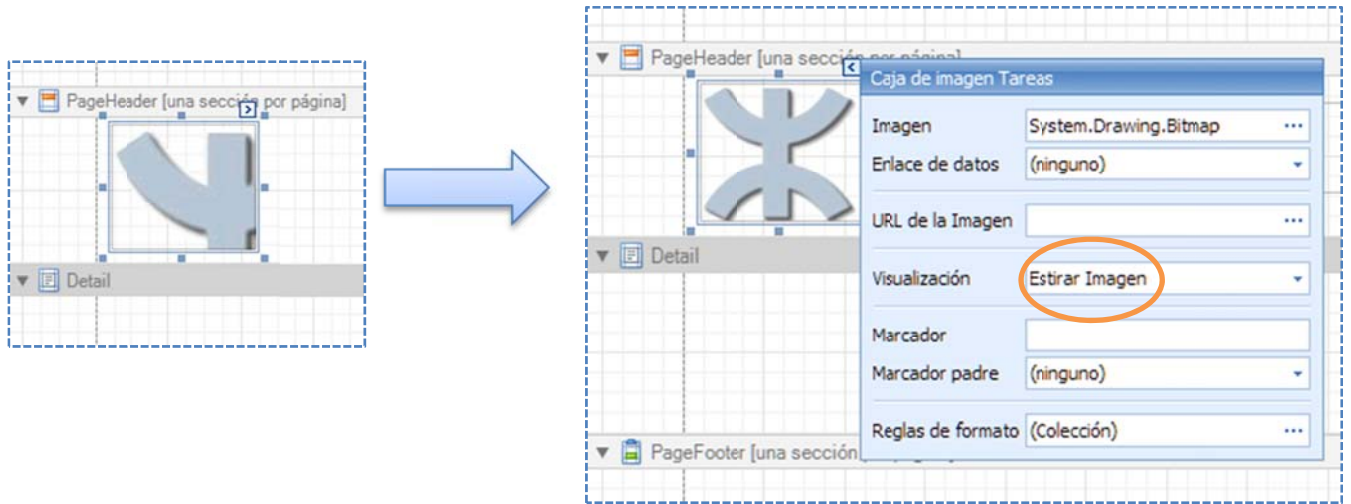 PageHeader [una sección por página]
Detail
PageHeader [una sección por página]
Caja de imagen Tareas
Imagen System.Drawing.Bitmap ...
Enlace de datos (ninguno)
URL de la Imagen ...
Detail
Visualización Estirar Imagen
Marcador
Marcador padre (ninguno)
Reglas de formato (Colección) ...
PageFooter [una sección